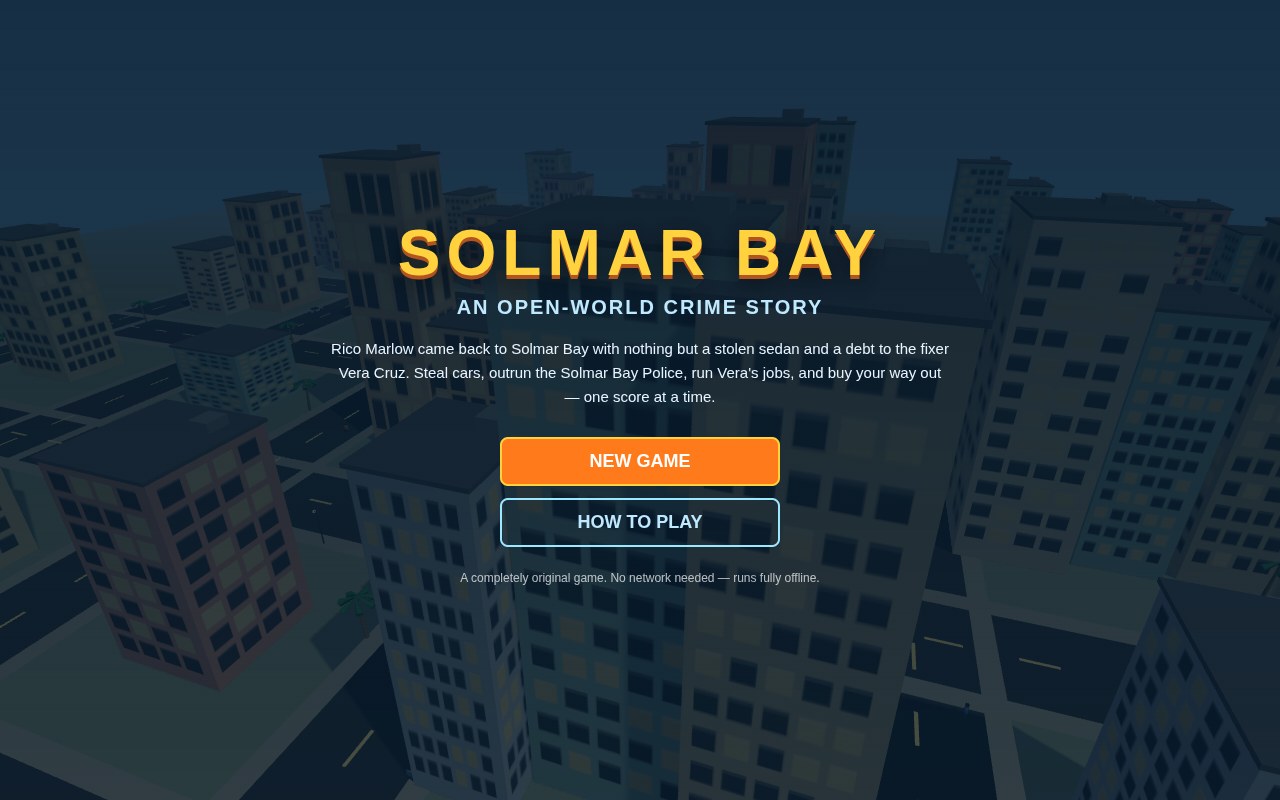 SOLMAR BAY
AN OPEN-WORLD CRIME STORY
Rico Marlow came back to Solmar Bay with nothing but a stolen sedan and a debt to the fixer
Vera Cruz. Steal cars, outrun the Solmar Bay Police, run Vera's jobs, and buy your way out
— one score at a time.
NEW GAME
HOW TO PLAY
A completely original game. No network needed — runs fully offline.